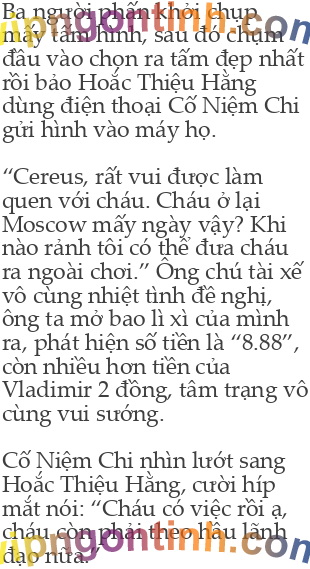 Ba người phấn khởi chụp
mấy tấm hình, sau đó chụm
đầu vào chọn ra tấm đẹp nhất
rồi bảo Hoắc Thiệu Hằng
dùng điện thoại Cố Niệm Chi
gửi hình vào máy họ.
“Cereus, rất vui được làm
quen với cháu. Cháu ở lại
Moscow mấy ngày vậy? Khi
nào rảnh tôi có thể đưa cháu
ra ngoài chơi.” Ông chú tài xế
vô cùng nhiệt tình đề nghị,
ông ta mở bao lì xì của mình
ra, phát hiện số tiền là “8.88”,
còn nhiều hơn tiền của
Vladimir 2 đồng, tâm trạng vô
cùng vui sướng.
Cố Niệm Chi nhìn lướt sang
Hoắc Thiệu Hằng, cười híp
mắt nói: “Cháu có việc rồi ạ,
cháu còn phải theo hầu lãnh
đạo nữa.”